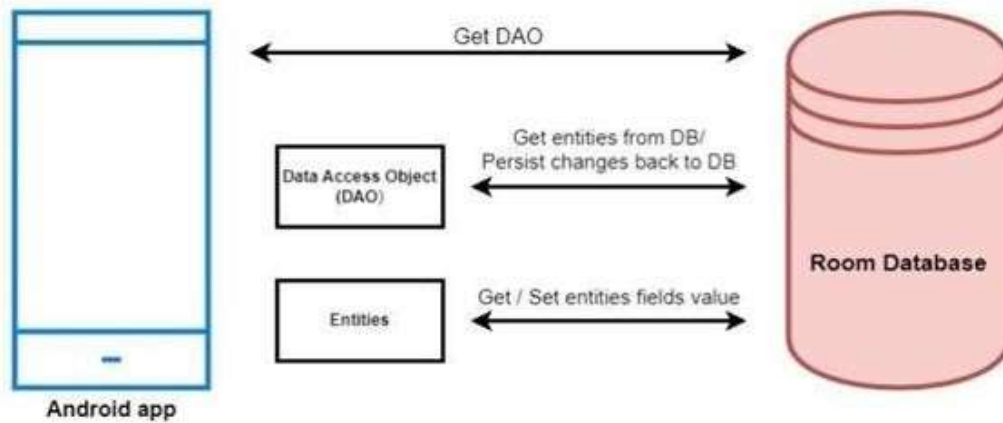 Get DAO
Get entities from DB/
Persist changes back to DB
Data Access Object
(DAO)
Room Database
Get / Set entities fields value
Entities
Android app